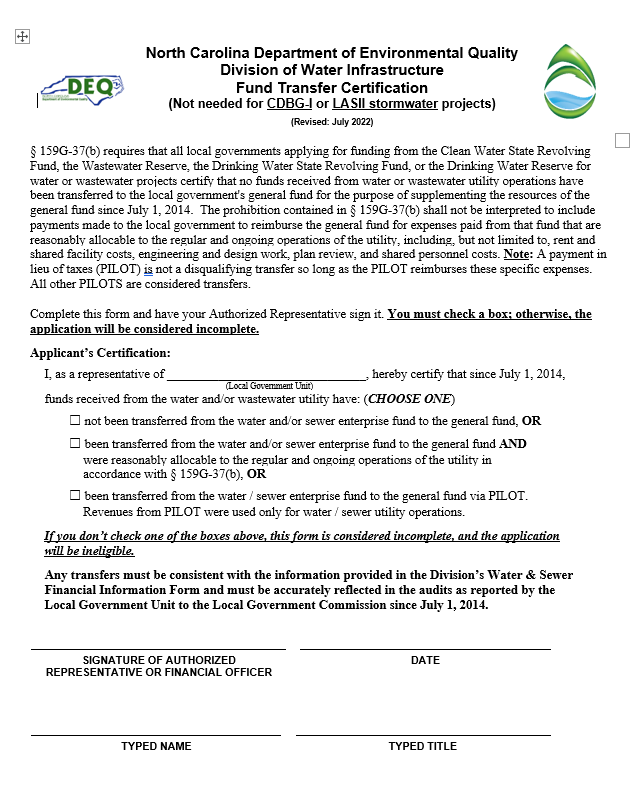 North Carolina Department of Environmental Quality
Division of Water Infrastructure
Fund Transfer Certification
(Not needed for CDBG-I or LASII stormwater projects)
(Revised: July 2022)
DEQ
§ 159G-37(b) requires that all local governments applying for funding from the Clean Water State Revolving
Fund, the Wastewater Reserve, the Drinking Water State Revolving Fund, or the Drinking Water Reserve for
water or wastewater projects certify that no funds received from water or wastewater utility operations have
been transferred to the local government's general fund for the purpose of supplementing the resources of the
general fund since July 1, 2014. The prohibition contained in § 159G-37(b) shall not be interpreted to include
payments made to the local government to reimburse the general fund for expenses paid from that fund that are
reasonably allocable to the regular and ongoing operations of the utility, including, but not limited to, rent and
shared facility costs, engineering and design work, plan review, and shared personnel costs. Note: A payment in
lieu of taxes (PILOT) is not a disqualifying transfer so long as the PILOT reimburses these specific expenses.
All other PILOTS are considered transfers.
Complete this form and have your Authorized Representative sign it. You must check a box; otherwise, the
application will be considered incomplete.
Applicant's Certification:
I, as a representative of ________________________________, hereby certify that since July 1, 2014,
(Local Government Unit)
funds received from the water and/or wastewater utility have: (CHOOSE ONE)
☐ not been transferred from the water and/or sewer enterprise fund to the general fund, OR
☐ been transferred from the water and/or sewer enterprise fund to the general fund AND
were reasonably allocable to the regular and ongoing operations of the utility in
accordance with § 159G-37(b), OR
☐ been transferred from the water / sewer enterprise fund to the general fund via PILOT.
Revenues from PILOT were used only for water / sewer utility operations.
If you don't check one of the boxes above, this form is considered incomplete, and the application
will be ineligible.
Any transfers must be consistent with the information provided in the Division's Water & Sewer
Financial Information Form and must be accurately reflected in the audits as reported by the
Local Government Unit to the Local Government Commission since July 1, 2014.
SIGNATURE OF AUTHORIZED
REPRESENTATIVE OR FINANCIAL OFFICER
DATE
TYPED NAME
TYPED TITLE